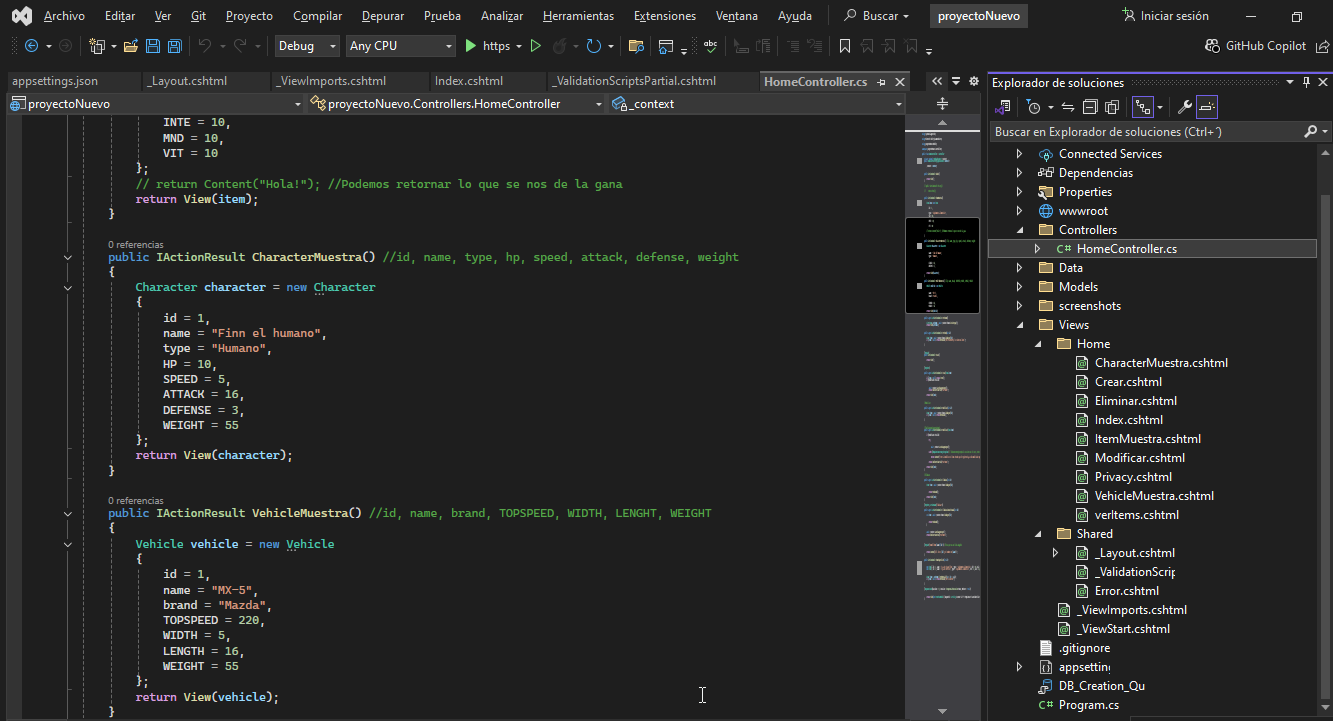 Archivo Editar Ver Git Proyecto Compilar Depurar Prueba Analizar Herramientas Extensiones Ventana Ayuda Buscar proyectoNuevo Iniciar sesión
Debug Any CPU https GitHub Copilot
appsettings.json _Layout.cshtml _ViewImports.cshtml Index.cshtml _ValidationScriptsPartial.cshtml HomeController.cs
proyectoNuevo proyectoNuevo.Controllers.HomeController _context
INTE = 10,
MND = 10,
VIT = 10
};
// return Content("Hola!"); //Podemos retornar lo que se nos de la gana
return View(item);
}
0 referencias
public IActionResult CharacterMuestra() //id, name, type, hp, speed, attack, defense, weight
{
Character character = new Character
{
id = 1,
name = "Finn el humano",
type = "Humano",
HP = 10,
SPEED = 5,
ATTACK = 16,
DEFENSE = 3,
WEIGHT = 55
};
return View(character);
}
0 referencias
public IActionResult VehicleMuestra() //id, name, brand, TOPSPEED, WIDTH, LENGHT, WEIGHT
{
Vehicle vehicle = new Vehicle
{
id = 1,
name = "MX-5",
brand = "Mazda",
TOPSPEED = 220,
WIDTH = 5,
LENGTH = 16,
WEIGHT = 55
};
return View(vehicle);
}
Explorador de soluciones
Buscar en Explorador de soluciones (Ctrl+´)
Connected Services
Dependencias
Properties
wwwroot
Controllers
C# HomeController.cs
Data
Models
screenshots
Views
Home
CharacterMuestra.cshtml
Crear.cshtml
Eliminar.cshtml
Index.cshtml
ItemMuestra.cshtml
Modificar.cshtml
Privacy.cshtml
VehicleMuestra.cshtml
verItems.cshtml
Shared
_Layout.cshtml
_ValidationScrip
Error.cshtml
_ViewImports.cshtml
_ViewStart.cshtml
.gitignore
appsetting
DB_Creation_Qu
C# Program.cs